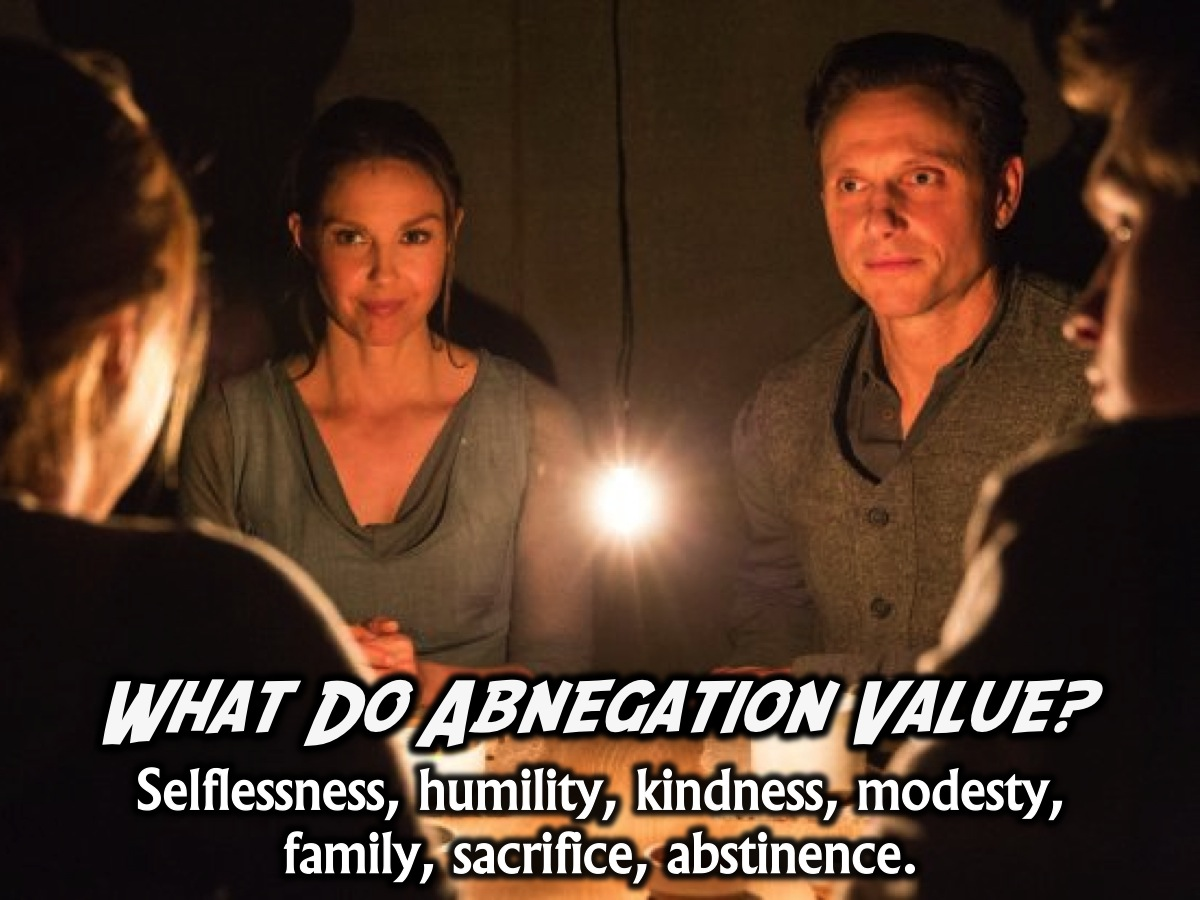 What Do Abnegation Value?
Selflessness, humility, kindness, modesty,
family, sacrifice, abstinence.